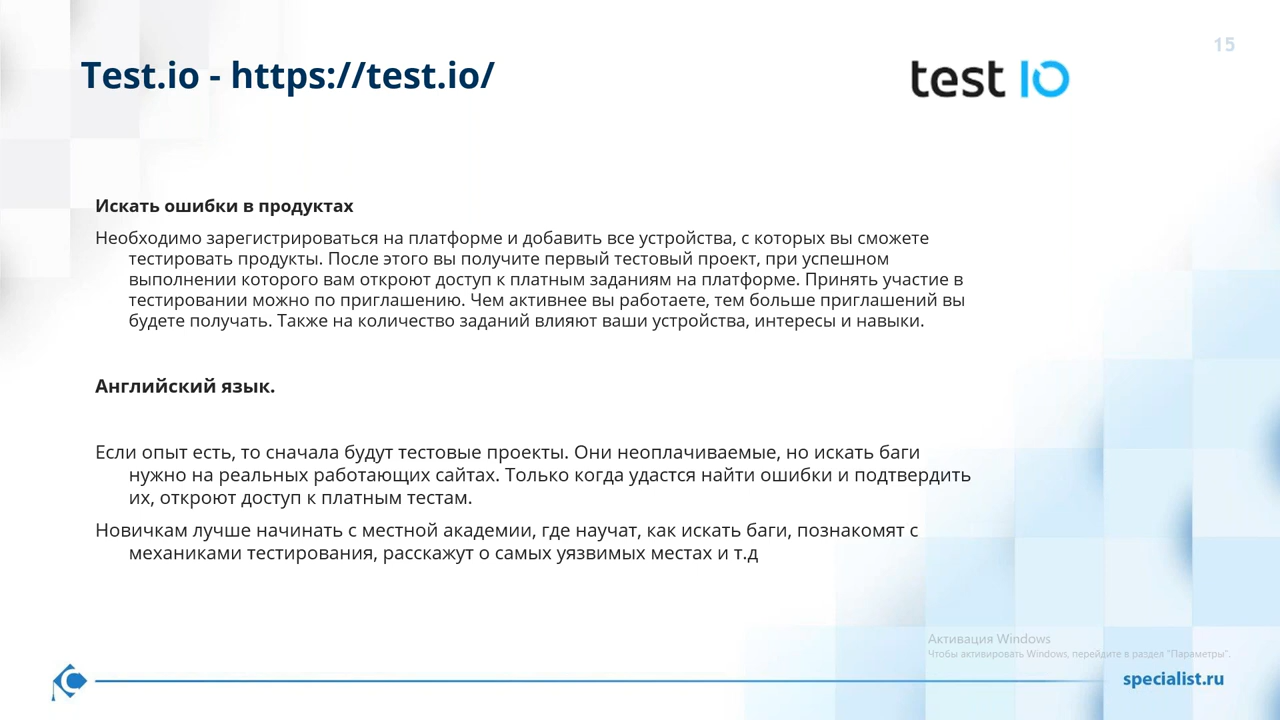 15
Test.io - https://test.io/
test IO
Искать ошибки в продуктах
Необходимо зарегистрироваться на платформе и добавить все устройства, с которых вы сможете
тестировать продукты. После этого вы получите первый тестовый проект, при успешном
выполнении которого вам откроют доступ к платным заданиям на платформе. Принять участие в
тестировании можно по приглашению. Чем активнее вы работаете, тем больше приглашений вы
будете получать. Также на количество заданий влияют ваши устройства, интересы и навыки.
Английский язык.
Если опыт есть, то сначала будут тестовые проекты. Они неоплачиваемые, но искать баги
нужно на реальных работающих сайтах. Только когда удастся найти ошибки и подтвердить
их, откроют доступ к платным тестам.
Новичкам лучше начинать с местной академии, где научат, как искать баги, познакомят с
механиками тестирования, расскажут о самых уязвимых местах и т.д
Активация Windows
Чтобы активировать Windows, перейдите в раздел "Параметры".
specialist.ru